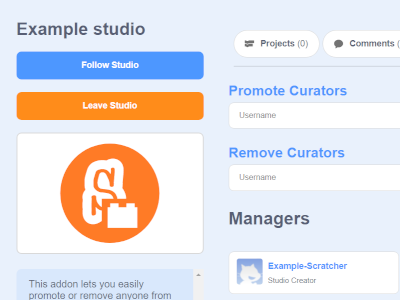 Example studio
Follow Studio
Leave Studio
This addon lets you easily
promote or remove anyone from
Projects (0)
Comments (
Promote Curators
Username
Remove Curators
Username
Managers
Example-Scratcher
Studio Creator